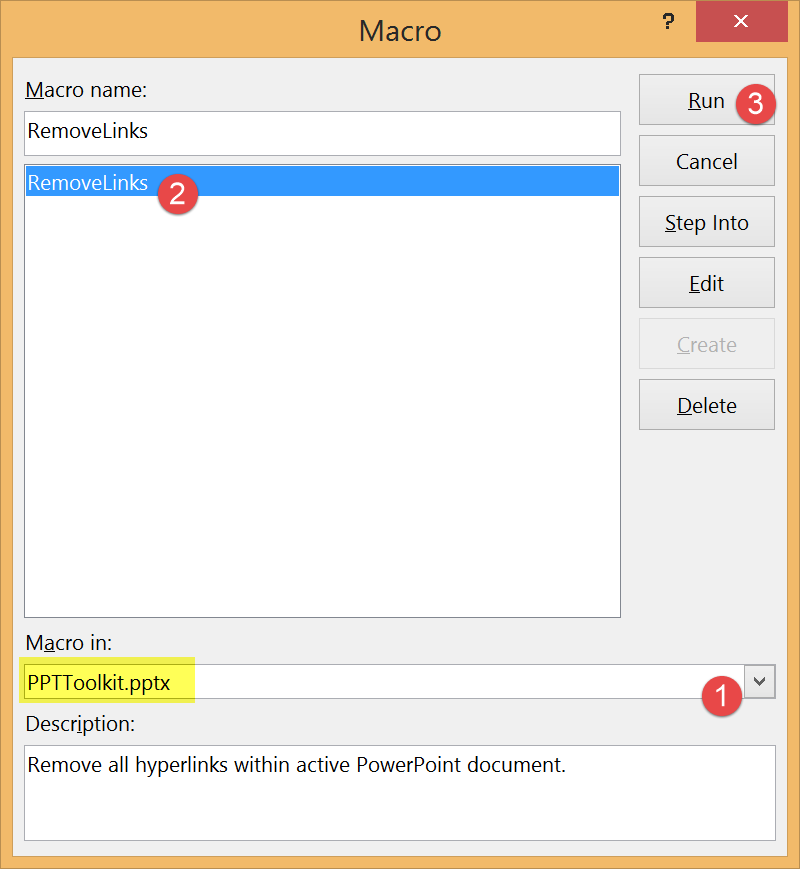 Macro
?
Macro name:
RemoveLinks
Run
3
RemoveLinks
2
Cancel
Step Into
Edit
Create
Delete
Macro in:
PPTToolkit.pptx
1
Description:
Remove all hyperlinks within active PowerPoint document.